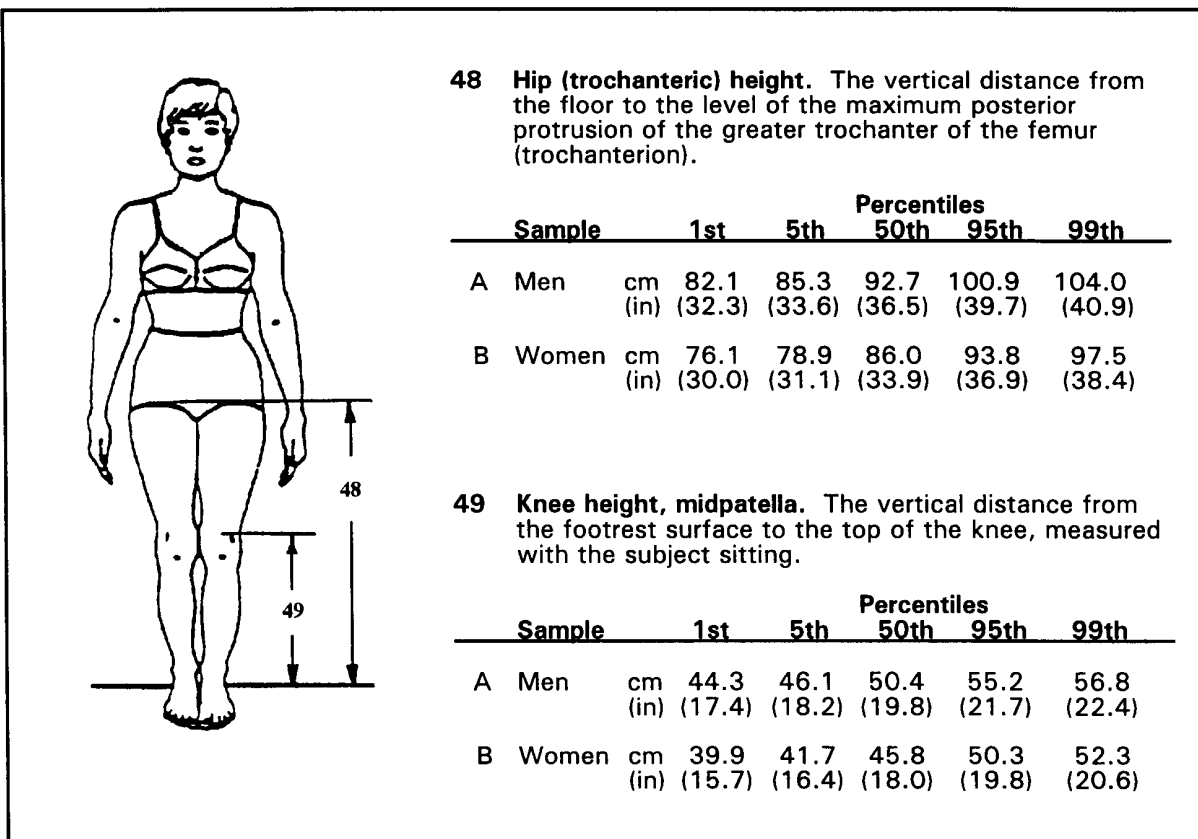 48 Hip (trochanteric) height. The vertical distance from
the floor to the level of the maximum posterior
protrusion of the greater trochanter of the femur
(trochanterion).
Percentiles
Sample 1st 5th 50th 95th 99th
A Men cm 82.1 85.3 92.7 100.9 104.0
(in) (32.3) (33.6) (36.5) (39.7) (40.9)
B Women cm 76.1 78.9 86.0 93.8 97.5
(in) (30.0) (31.1) (33.9) (36.9) (38.4)
48
49 Knee height, midpatella. The vertical distance from
the footrest surface to the top of the knee, measured
with the subject sitting.
49
Percentiles
Sample 1st 5th 50th 95th 99th
A Men cm 44.3 46.1 50.4 55.2 56.8
(in) (17.4) (18.2) (19.8) (21.7) (22.4)
B Women cm 39.9 41.7 45.8 50.3 52.3
(in) (15.7) (16.4) (18.0) (19.8) (20.6)